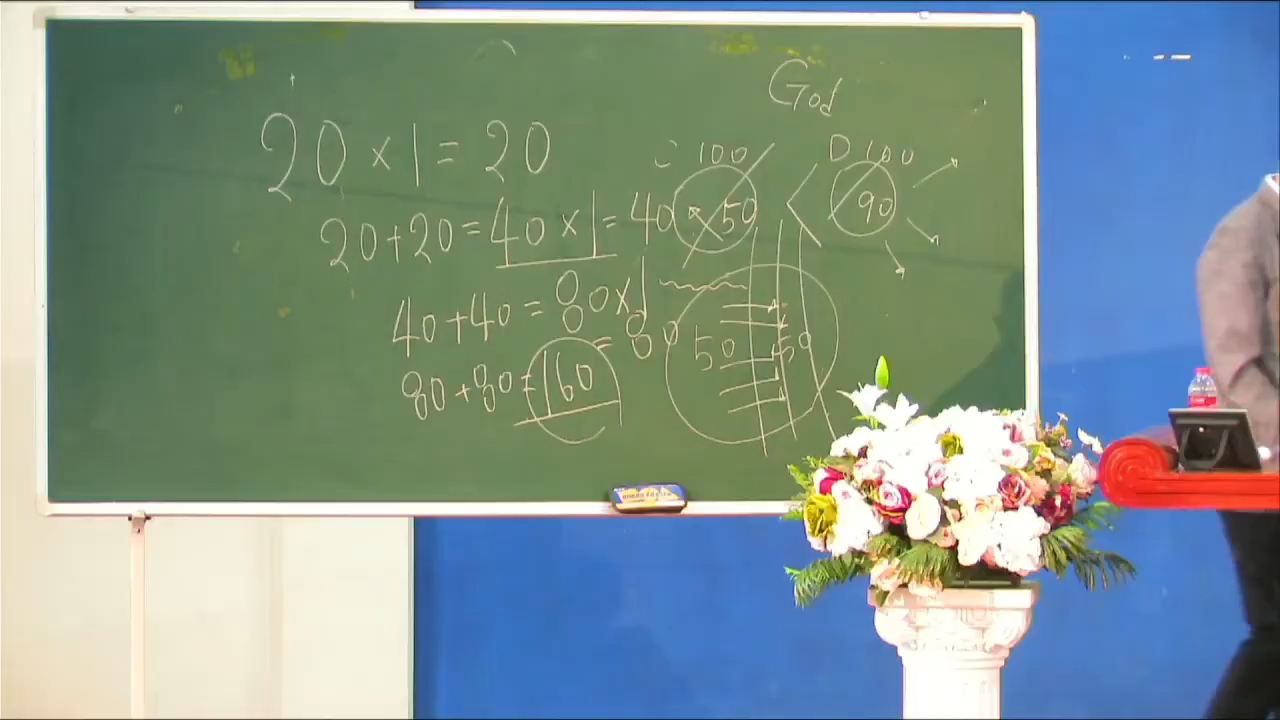 God
20 × 1 = 20
100
D 100
20+20 = 40 × 1 = 40
50
90
40+40 = 80×1
= 80
50 50
80+80 = 160